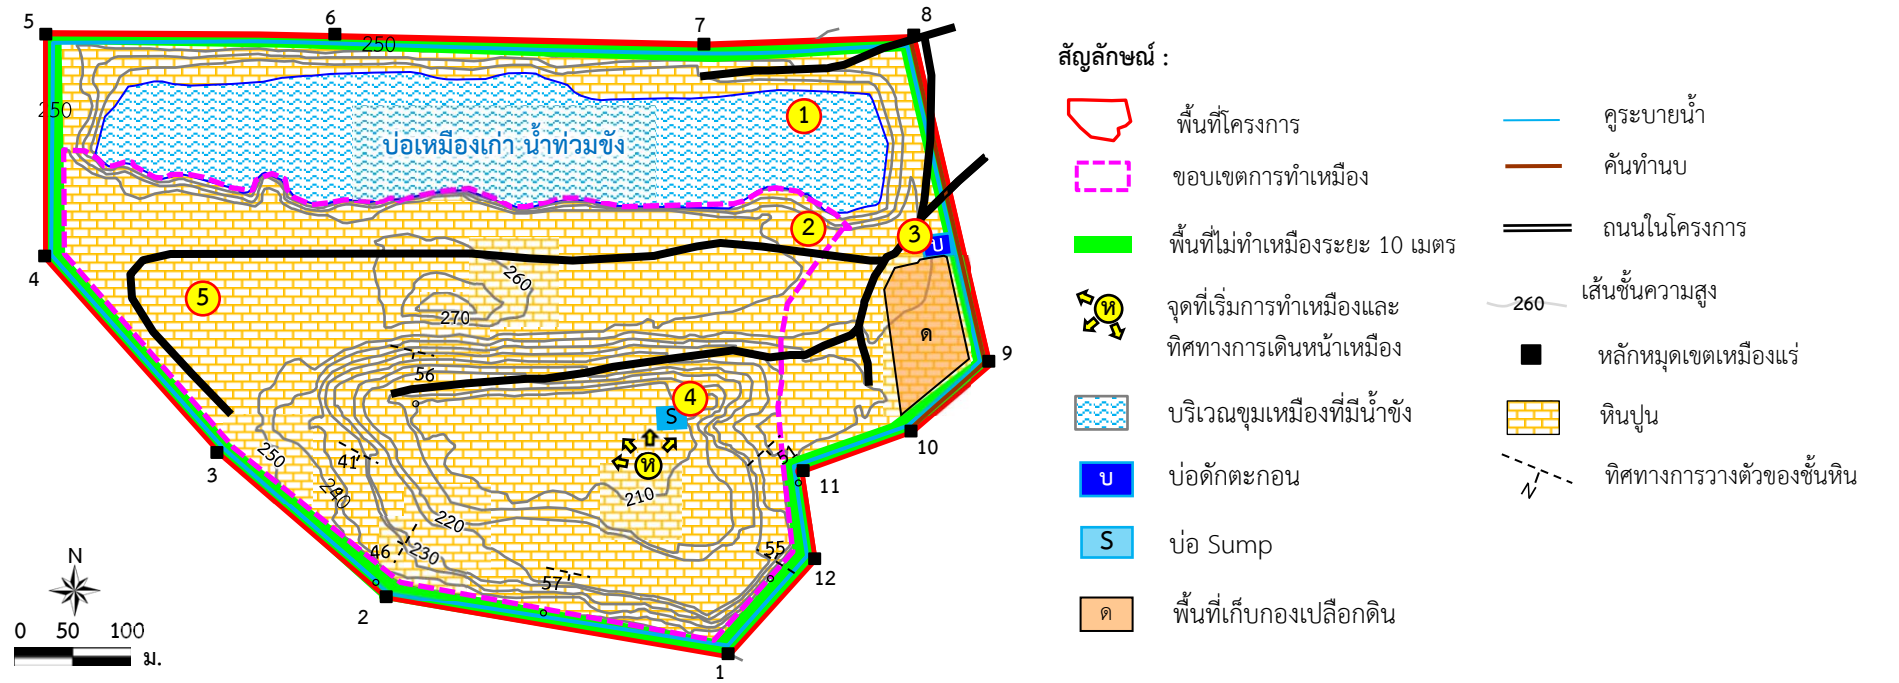 5
6
7
8
250
250
1
บ่อเหมืองเก่า น้ำท่วมขัง
2
3
บ
4
260
5
270
ด
9
56
4
S
ห
250
41
51
3
240
210
10
11
220
230
46
55
57
12
2
1
N
0 50 100
ม.
สัญลักษณ์ :
พื้นที่โครงการ
ขอบเขตการทำเหมือง
พื้นที่ไม่ทำเหมืองระยะ 10 เมตร
ห
จุดที่เริ่มการทำเหมืองและ
ทิศทางการเดินหน้าเหมือง
บริเวณขุมเหมืองที่มีน้ำขัง
บ
บ่อดักตะกอน
S
บ่อ Sump
ด
พื้นที่เก็บกองเปลือกดิน
คูระบายน้ำ
คันทำนบ
ถนนในโครงการ
260
เส้นชั้นความสูง
หลักหมุดเขตเหมืองแร่
หินปูน
N
ทิศทางการวางตัวของชั้นหิน